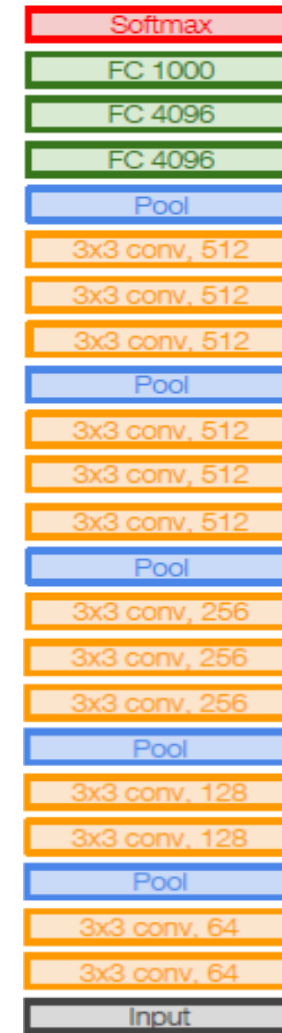 Softmax
FC 1000
FC 4096
FC 4096
Pool
3x3 conv, 512
3x3 conv, 512
3x3 conv, 512
Pool
3x3 conv, 512
3x3 conv, 512
3x3 conv, 512
Pool
3x3 conv, 256
3x3 conv, 256
3x3 conv, 256
Pool
3x3 conv, 128
3x3 conv, 128
Pool
3x3 conv, 64
3x3 conv, 64
Input